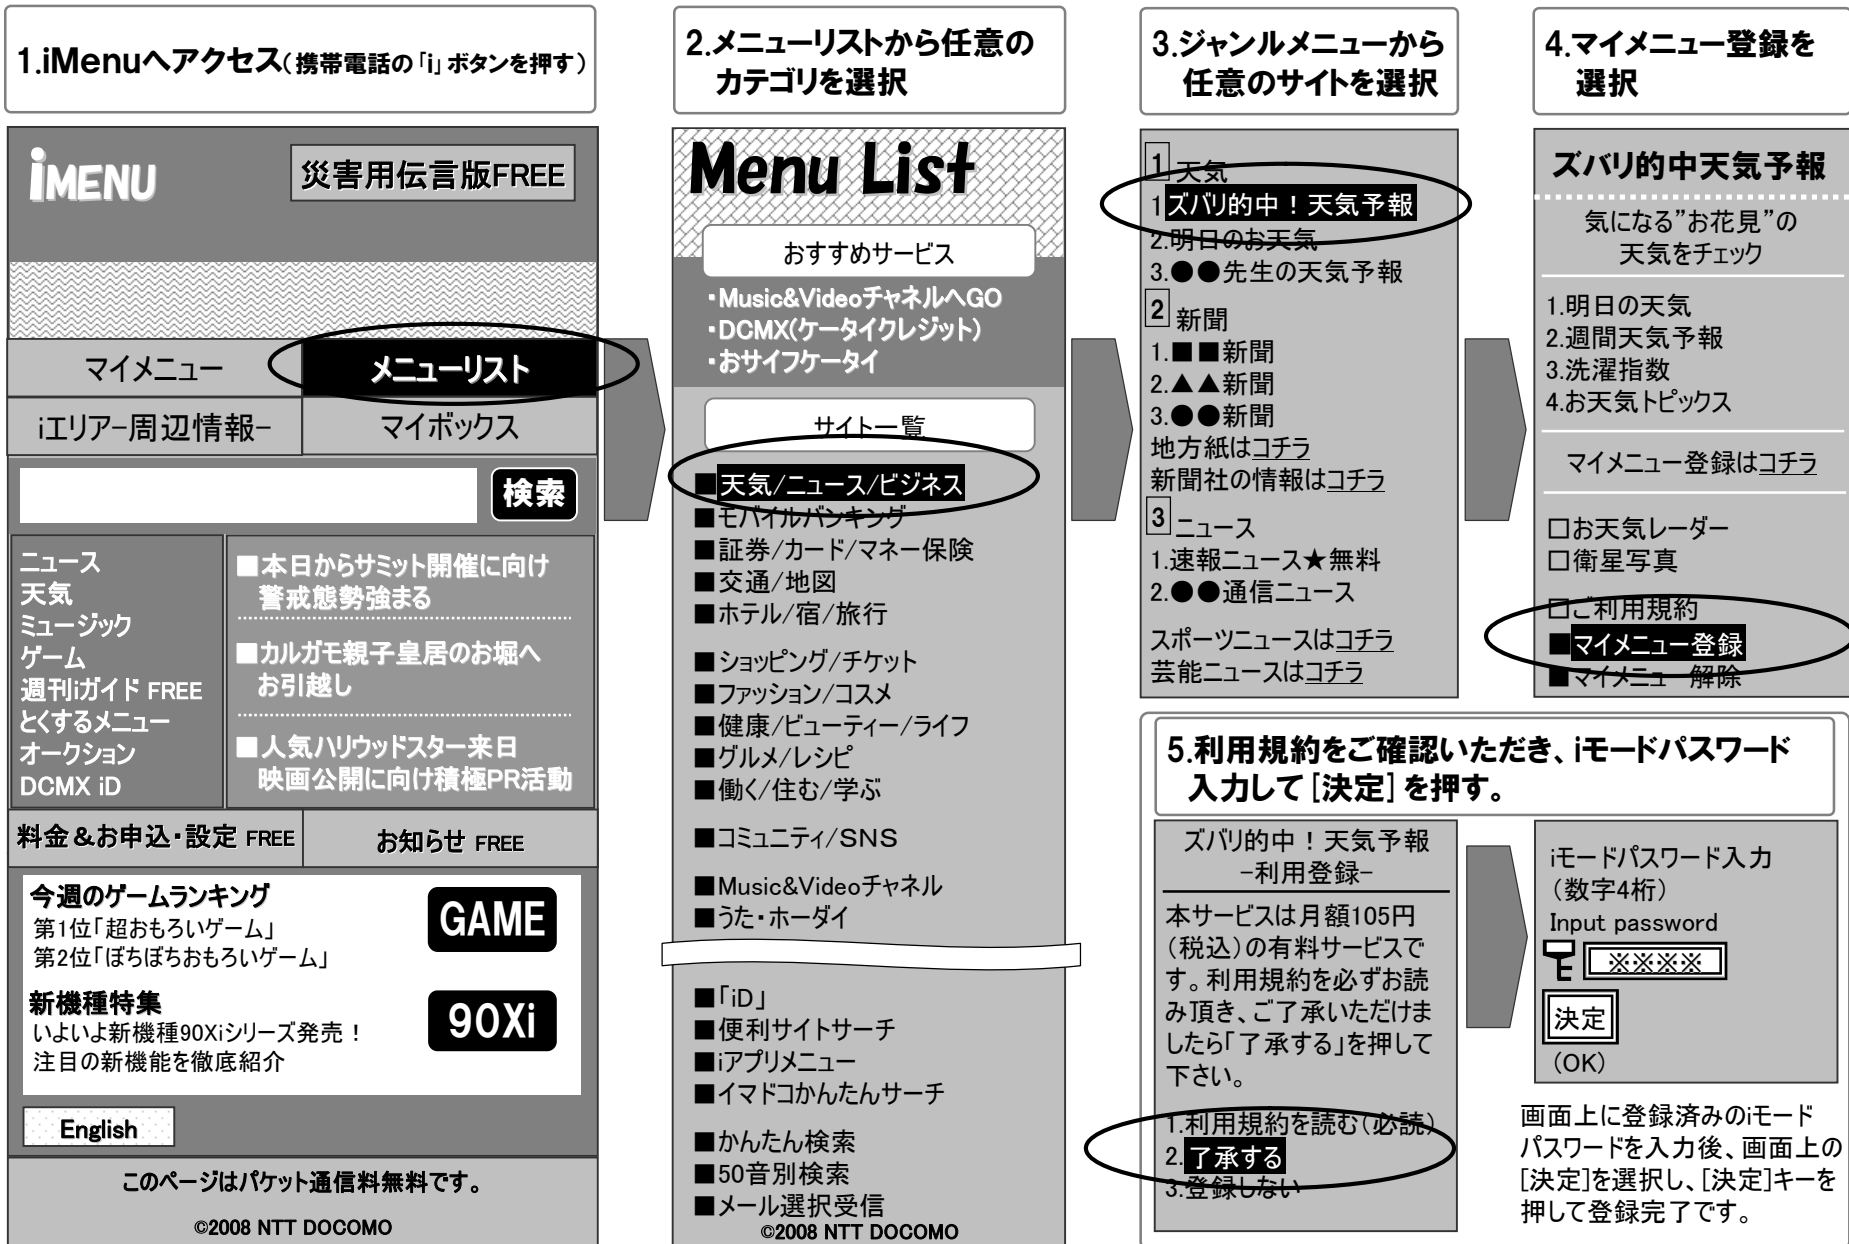 1.iMenuへアクセス(携帯電話の「i」ボタンを押す)
iMENU
災害用伝言版FREE
マイメニュー
メニューリスト
iエリア-周辺情報-
マイボックス
検索
ニュース
天気
ミュージック
ゲーム
週刊iガイド FREE
とくするメニュー
オークション
DCMX iD
■本日からサミット開催に向け
警戒態勢強まる
■カルガモ親子皇居のお堀へ
お引越し
■人気ハリウッドスター来日
映画公開に向け積極PR活動
料金&お申込・設定 FREE
お知らせ FREE
今週のゲームランキング
第1位「超おもろいゲーム」
第2位「ぼちぼちおもろいゲーム」
GAME
新機種特集
いよいよ新機種90Xiシリーズ発売!
注目の新機能を徹底紹介
90Xi
English
このページはパケット通信料無料です。
©2008 NTT DOCOMO
2.メニューリストから任意の
カテゴリを選択
Menu List
おすすめサービス
・Music&VideoチャネルへGO
・DCMX(ケータイクレジット)
・おサイフケータイ
サイト一覧
■天気/ニュース/ビジネス
■モバイルバンキング
■証券/カード/マネー保険
■交通/地図
■ホテル/宿/旅行
■ショッピング/チケット
■ファッション/コスメ
■健康/ビューティー/ライフ
■グルメ/レシピ
■働く/住む/学ぶ
■コミュニティ/SNS
■Music&Videoチャネル
■うた・ホーダイ
■「iD」
■便利サイトサーチ
■iアプリメニュー
■イマドコかんたんサーチ
■かんたん検索
■50音別検索
■メール選択受信
©2008 NTT DOCOMO
3.ジャンルメニューから
任意のサイトを選択
1 天気
1 ズバリ的中!天気予報
2.明日のお天気
3.●●先生の天気予報
2 新聞
1.■■新聞
2.▲▲新聞
3.●●新聞
地方紙はコチラ
新聞社の情報はコチラ
3 ニュース
1.速報ニュース★無料
2.●●通信ニュース
スポーツニュースはコチラ
芸能ニュースはコチラ
4.マイメニュー登録を
選択
ズバリ的中天気予報
気になる”お花見”の
天気をチェック
1.明日の天気
2.週間天気予報
3.洗濯指数
4.お天気トピックス
マイメニュー登録はコチラ
□お天気レーダー
□衛星写真
□ご利用規約
■マイメニュー登録
■マイメニュー解除
5.利用規約をご確認いただき、iモードパスワード
入力して[決定]を押す。
ズバリ的中!天気予報
-利用登録-
本サービスは月額105円
(税込)の有料サービスで
す。利用規約を必ずお読
み頂き、ご了承いただけま
したら「了承する」を押して
下さい。
1.利用規約を読む(必読)
2.了承する
3.登録しない
iモードパスワード入力
(数字4桁)
Input password
※※※※
決定
(OK)
画面上に登録済みのiモード
パスワードを入力後、画面上の
[決定]を選択し、[決定]キーを
押して登録完了です。